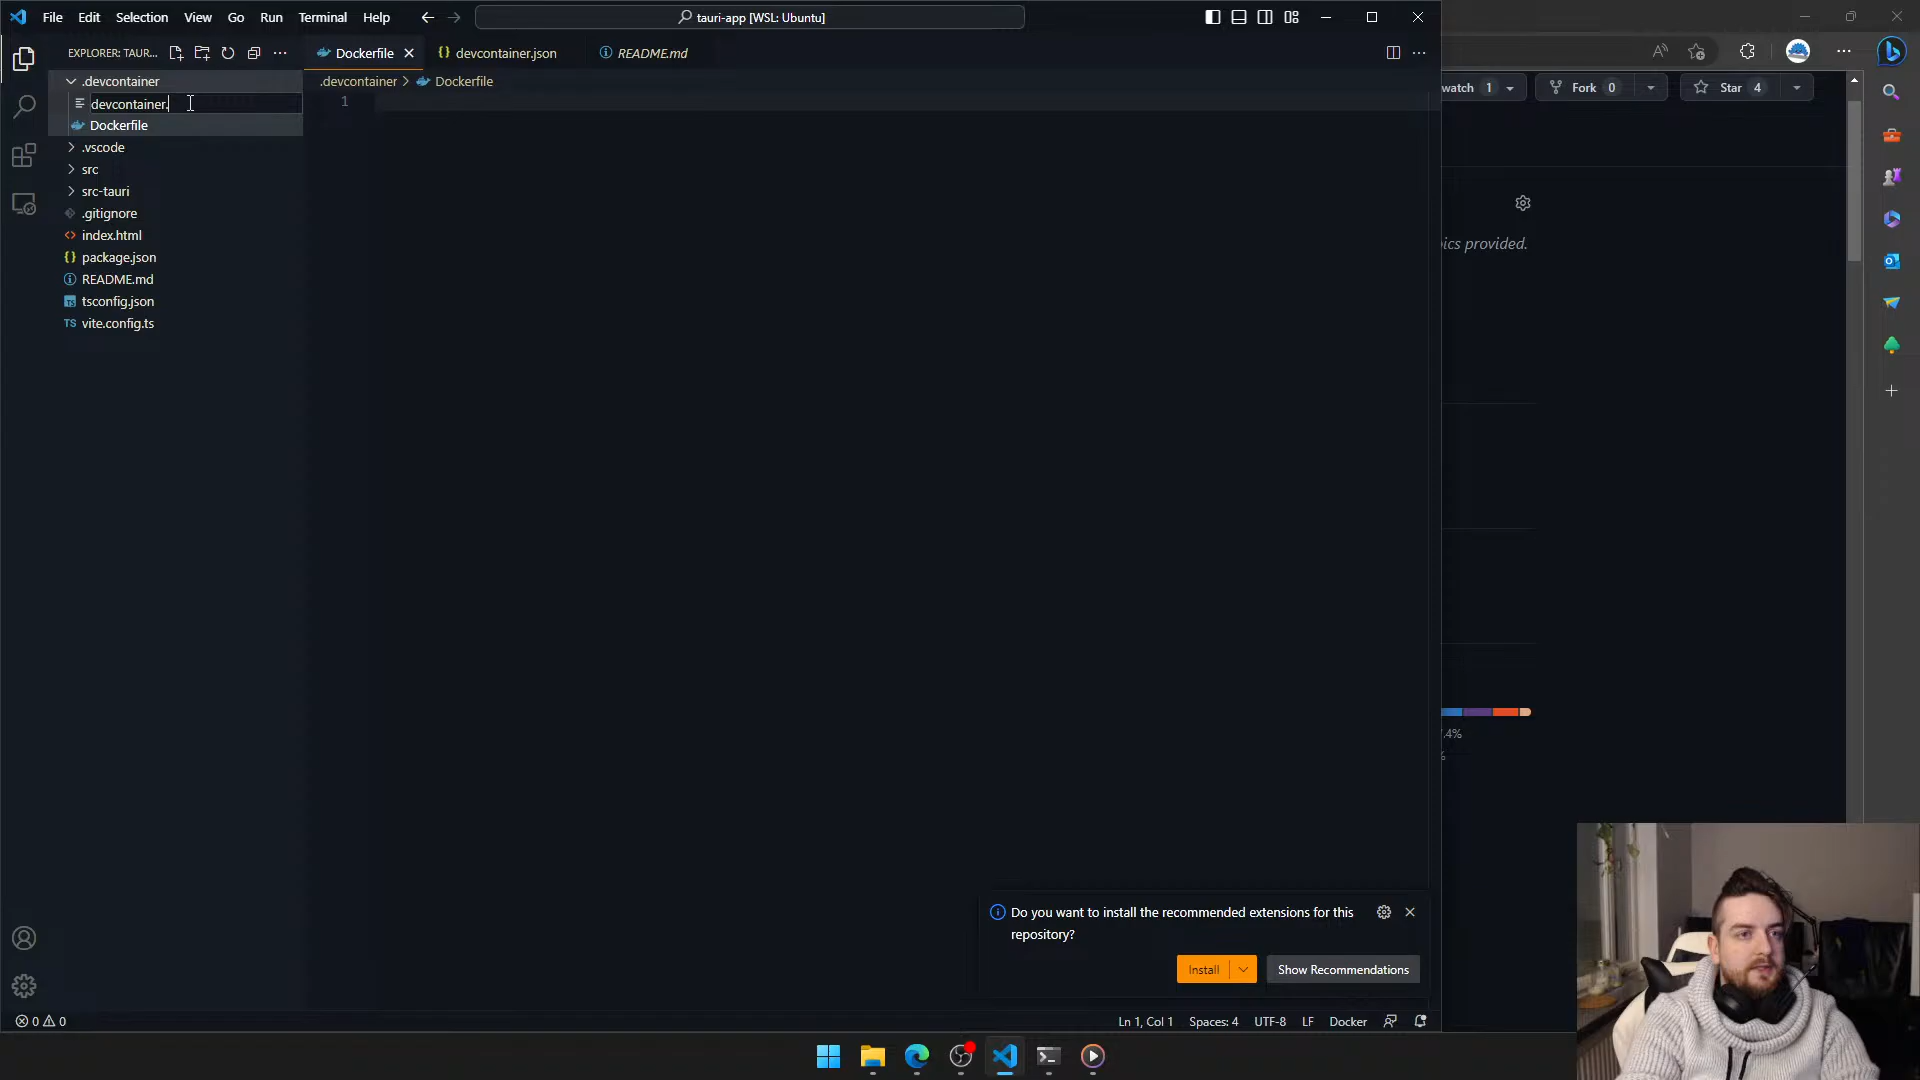 File Edit Selection View Go Run Terminal Help
tauri-app [WSL: Ubuntu]
EXPLORER: TAUR...
Dockerfile
devcontainer.json
README.md
.devcontainer
devcontainer.
Dockerfile
.vscode
src
src-tauri
.gitignore
index.html
package.json
README.md
tsconfig.json
vite.config.ts
.devcontainer > Dockerfile
1
watch 1
Fork 0
Star 4
ics provided.
.4%
%
Do you want to install the recommended extensions for this
repository?
Install
Show Recommendations
0 0
Ln 1, Col 1 Spaces: 4 UTF-8 LF Docker